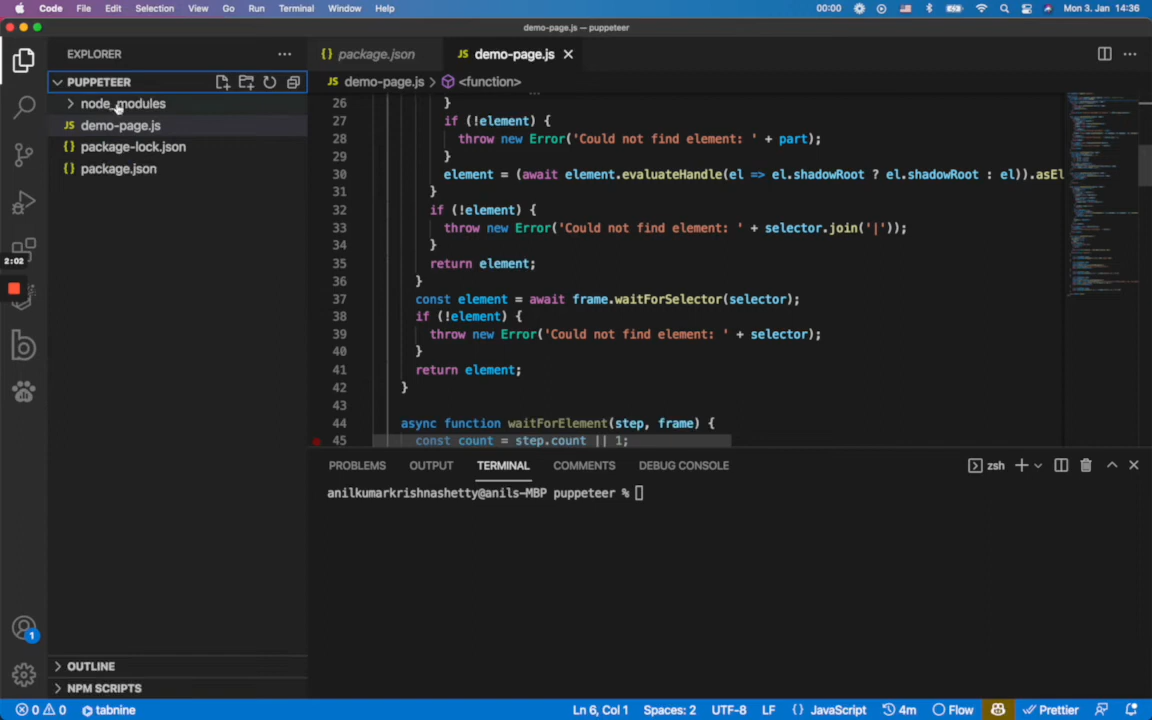 Code File Edit Selection View Go Run Terminal Window Help 00:00 Mon 3. Jan 14:36
demo-page.js — puppeteer
EXPLORER
PUPPETEER
node_modules
demo-page.js
package-lock.json
package.json
2:02
1
OUTLINE
NPM SCRIPTS
package.json demo-page.js
demo-page.js > <function>
26 }
27 if (!element) {
28 throw new Error('Could not find element: ' + part);
29 }
30 element = (await element.evaluateHandle(el => el.shadowRoot ? el.shadowRoot : el)).asEl
31 }
32 if (!element) {
33 throw new Error('Could not find element: ' + selector.join('|'));
34 }
35 return element;
36 }
37 const element = await frame.waitForSelector(selector);
38 if (!element) {
39 throw new Error('Could not find element: ' + selector);
40 }
41 return element;
42 }
43
44 async function waitForElement(step, frame) {
45 const count = step.count || 1;
PROBLEMS OUTPUT TERMINAL COMMENTS DEBUG CONSOLE zsh
anilkumarkrishnashetty@anils-MBP puppeteer %
0 0 tabnine Ln 6, Col 1 Spaces: 2 UTF-8 LF {} JavaScript 4m Flow Prettier